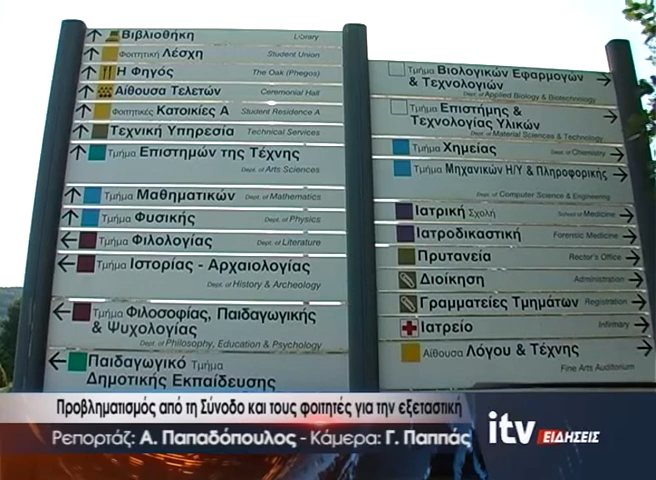 Βιβλιοθήκη Library
Φοιτητική Λέσχη Student Union
Η Φηγός The Oak (Phegos)
Αίθουσα Τελετών Ceremonial Hall
Φοιτητικές Κατοικίες Α Student Residence A
Τεχνική Υπηρεσία Technical Services
Τμήμα Επιστημών της Τέχνης
Dept. of Arts Sciences
Τμήμα Μαθηματικών Dept. of Mathematics
Τμήμα Φυσικής Dept. of Physics
Τμήμα Φιλολογίας Dept. of Literature
Τμήμα Ιστορίας - Αρχαιολογίας
Dept. of History & Archeology
Τμήμα Φιλοσοφίας, Παιδαγωγικής
& Ψυχολογίας
Dept. of Philosophy, Education & Psychology
Παιδαγωγικό Τμήμα
Δημοτικής Εκπαίδευσης
Τμήμα Βιολογικών Εφαρμογών
& Τεχνολογιών
Dept. of Applied Biology & Biotechnology
Τμήμα Επιστήμης &
Τεχνολογίας Υλικών
Dept. of Material Sciences & Technology
Τμήμα Χημείας Dept. of Chemistry
Τμήμα Μηχανικών Η/Υ & Πληροφορικής
Dept. of Computer Science & Engineering
Ιατρική Σχολή School of Medicine
Ιατροδικαστική Forensic Medicine
Πρυτανεία Rector's Office
Διοίκηση Administration
Γραμματείες Τμημάτων Registration
Ιατρείο Infirmary
Αίθουσα Λόγου & Τέχνης
Fine Arts Auditorium
Προβληματισμός από τη Σύνοδο και τους φοιτητές για την εξεταστική
Ρεπορτάζ: Α. Παπαδόπουλος - Κάμερα: Γ. Παππάς
itv ΕΙΔΗΣΕΙΣ